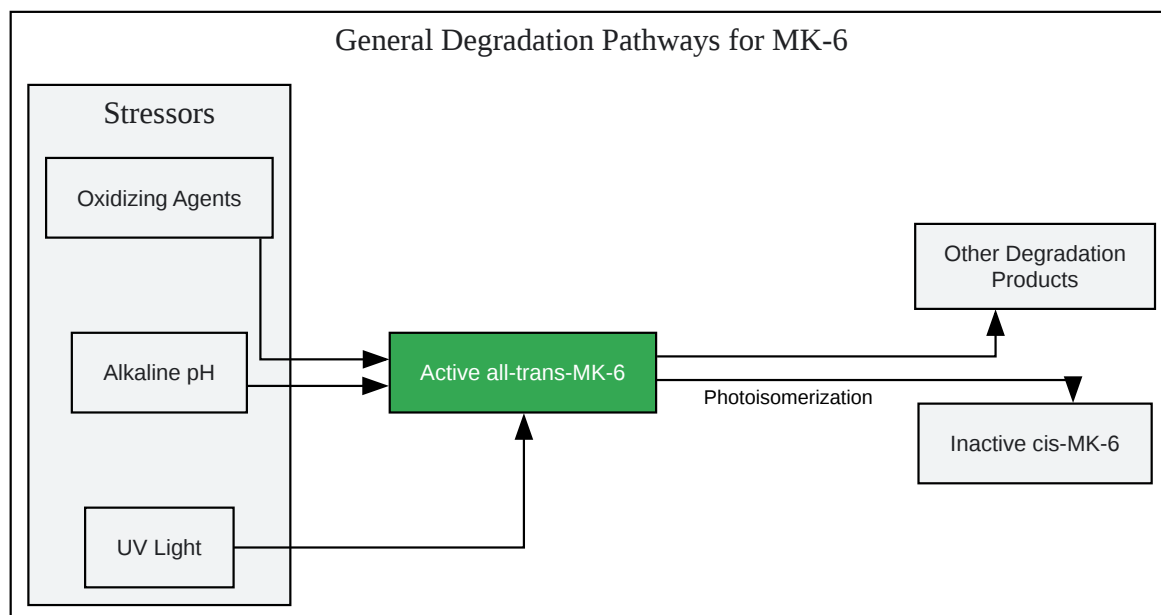 General Degradation Pathways for MK-6
Stressors
Oxidizing Agents
Alkaline pH
UV Light
Active all-trans-MK-6
Photoisomerization
Other Degradation
Products
Inactive cis-MK-6